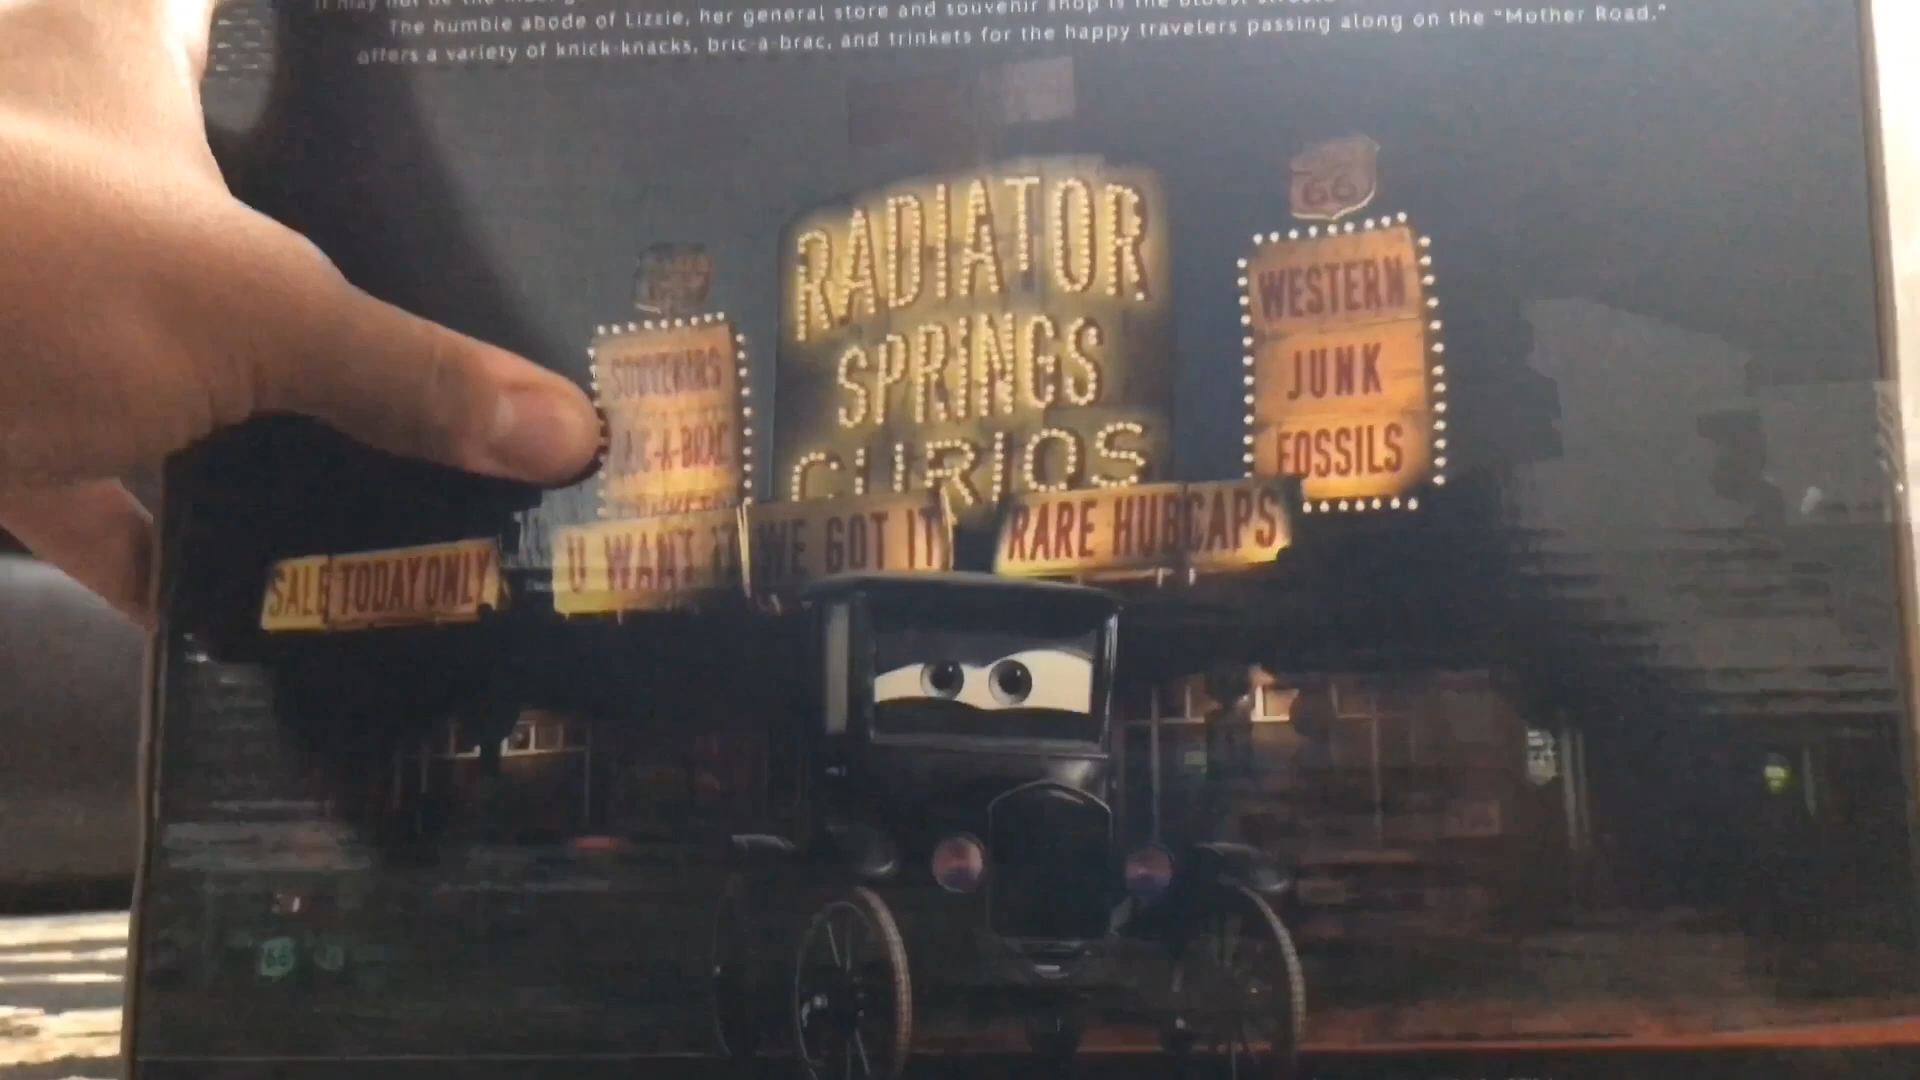 The humble abode of Lizzie, her general store and souvenir shop is the oldest
offers a variety of knick-knacks, bric-a-brac, and trinkets for the happy travelers passing along on the "Mother Road."
66
RADIATOR
SPRiNGS
CURIOS
SOUVENIRS
-A-BRAC
WESTERN
JUNK
FOSSILS
SALE TODAY ONLY
U WANT IT WE GOT IT
RARE HUBCAPS
66